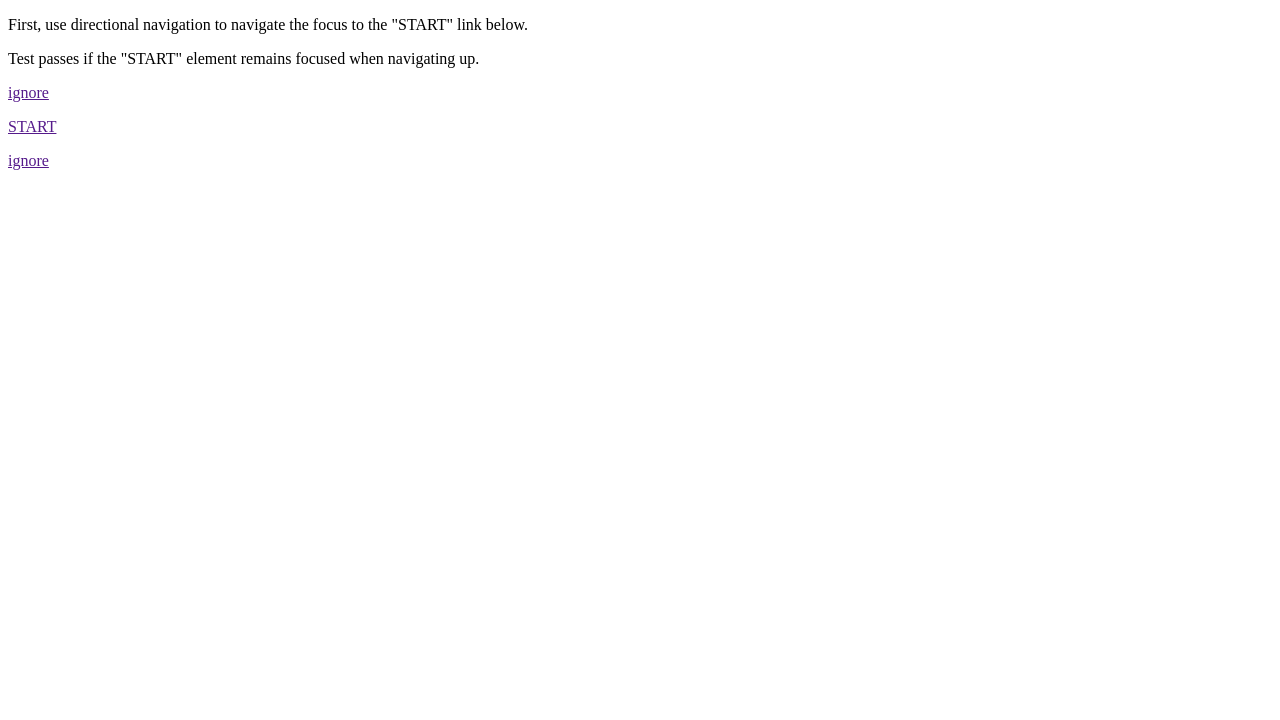 First, use directional navigation to navigate the focus to the "START" link below.
Test passes if the "START" element remains focused when navigating up.
ignore
START
ignore